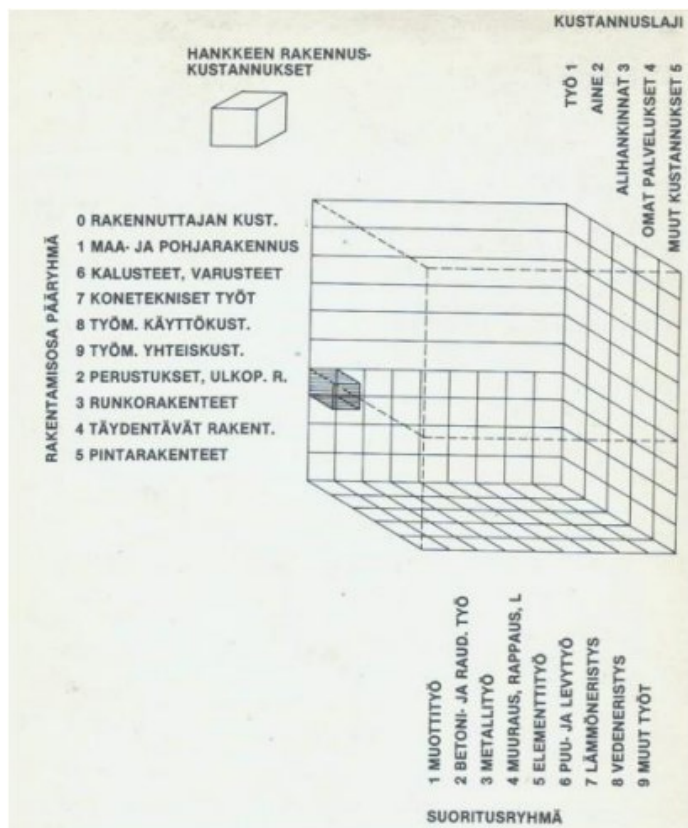 KUSTANNUSLAJI
HANKKEEN RAKENNUS-
KUSTANNUKSET
TYÖ 1
AINE 2
ALIHANKINNAT 3
OMAT PALVELUKSET 4
MUUT KUSTANNUKSET 5
RAKENTAMISOSA PÄÄRYHMÄ
0 RAKENNUTTAJAN KUST.
1 MAA- JA POHJARAKENNUS
6 KALUSTEET, VARUSTEET
7 KONETEKNISET TYÖT
8 TYÖM. KÄYTTÖKUST.
9 TYÖM. YHTEISKUST.
2 PERUSTUKSET, ULKOP. R.
3 RUNKORAKENTEET
4 TÄYDENTÄVÄT RAKENT.
5 PINTARAKENTEET
1 MUOTTITYÖ
2 BETONI- JA RAUD. TYÖ
3 METALLITYÖ
4 MUURAUS, RAPPAUS, L
5 ELEMENTTITYÖ
6 PUU- JA LEVYTYÖ
7 LÄMMÖNERISTYS
8 VEDENERISTYS
9 MUUT TYÖT
SUORITUSRYHMÄ